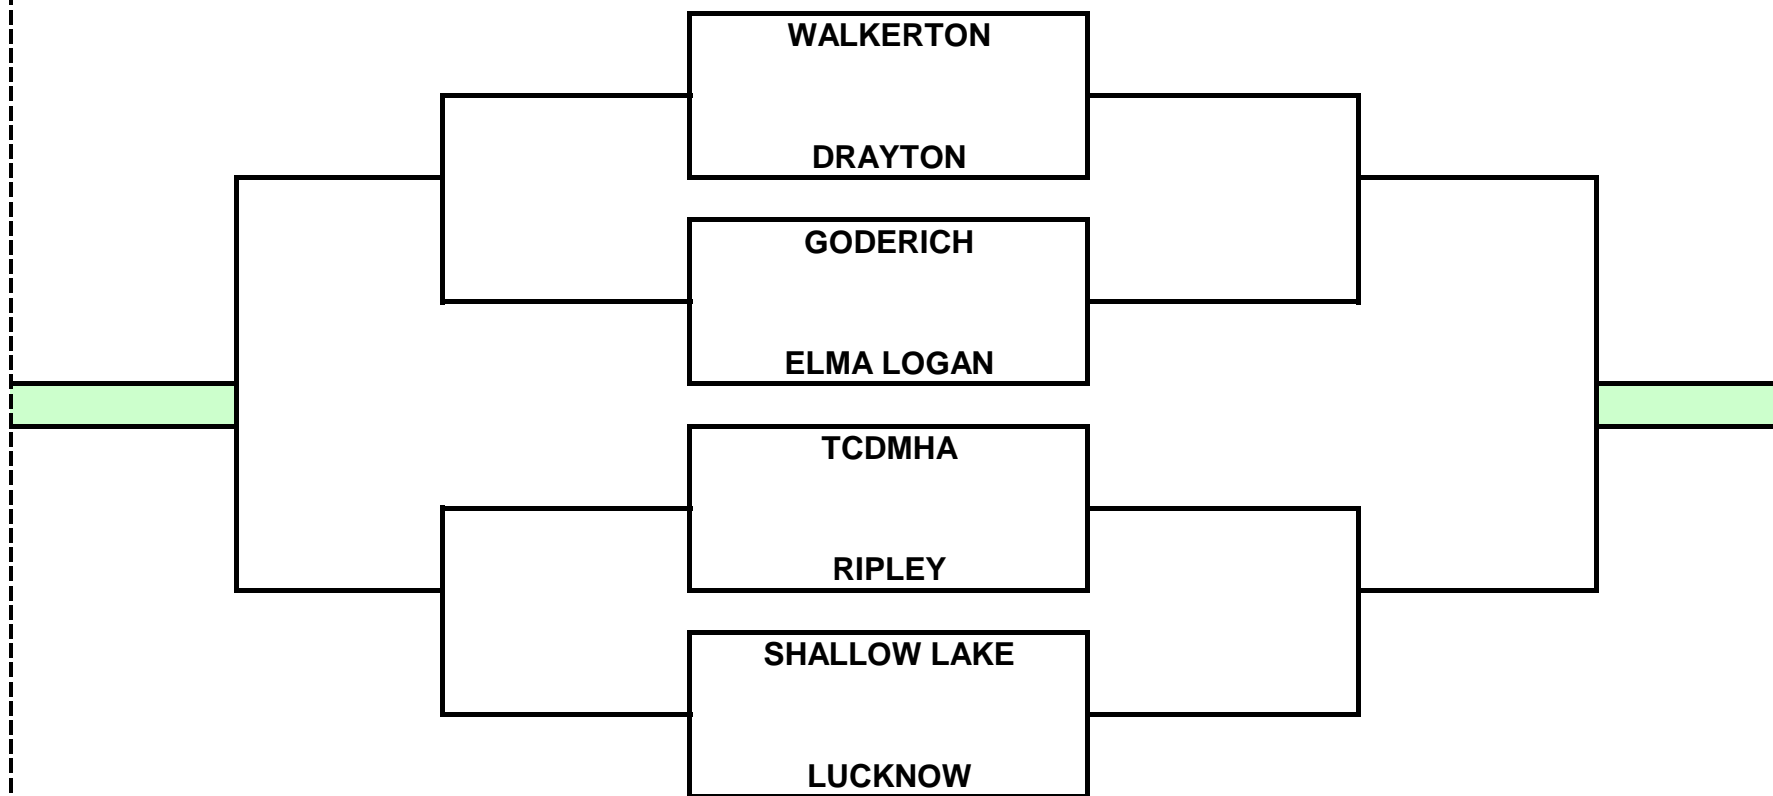 WALKERTON
DRAYTON
GODERICH
ELMA LOGAN
TCDMHA
RIPLEY
SHALLOW LAKE
LUCKNOW